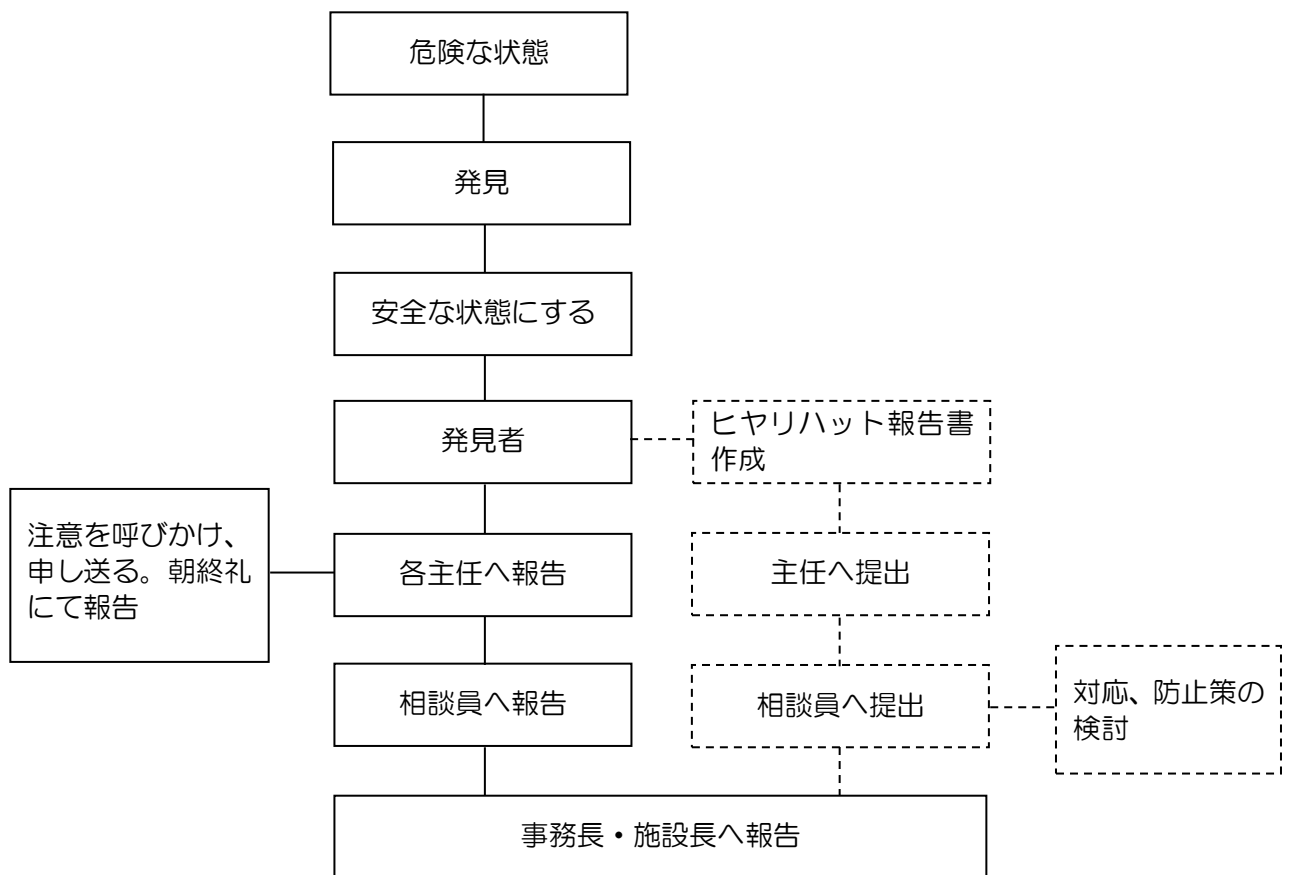 危険な状態
発見
安全な状態にする
発見者
ヒヤリハット報告書
作成
注意を呼びかけ、
申し送る。朝終礼
にて報告
各主任へ報告
主任へ提出
相談員へ報告
相談員へ提出
対応、防止策の
検討
事務長・施設長へ報告